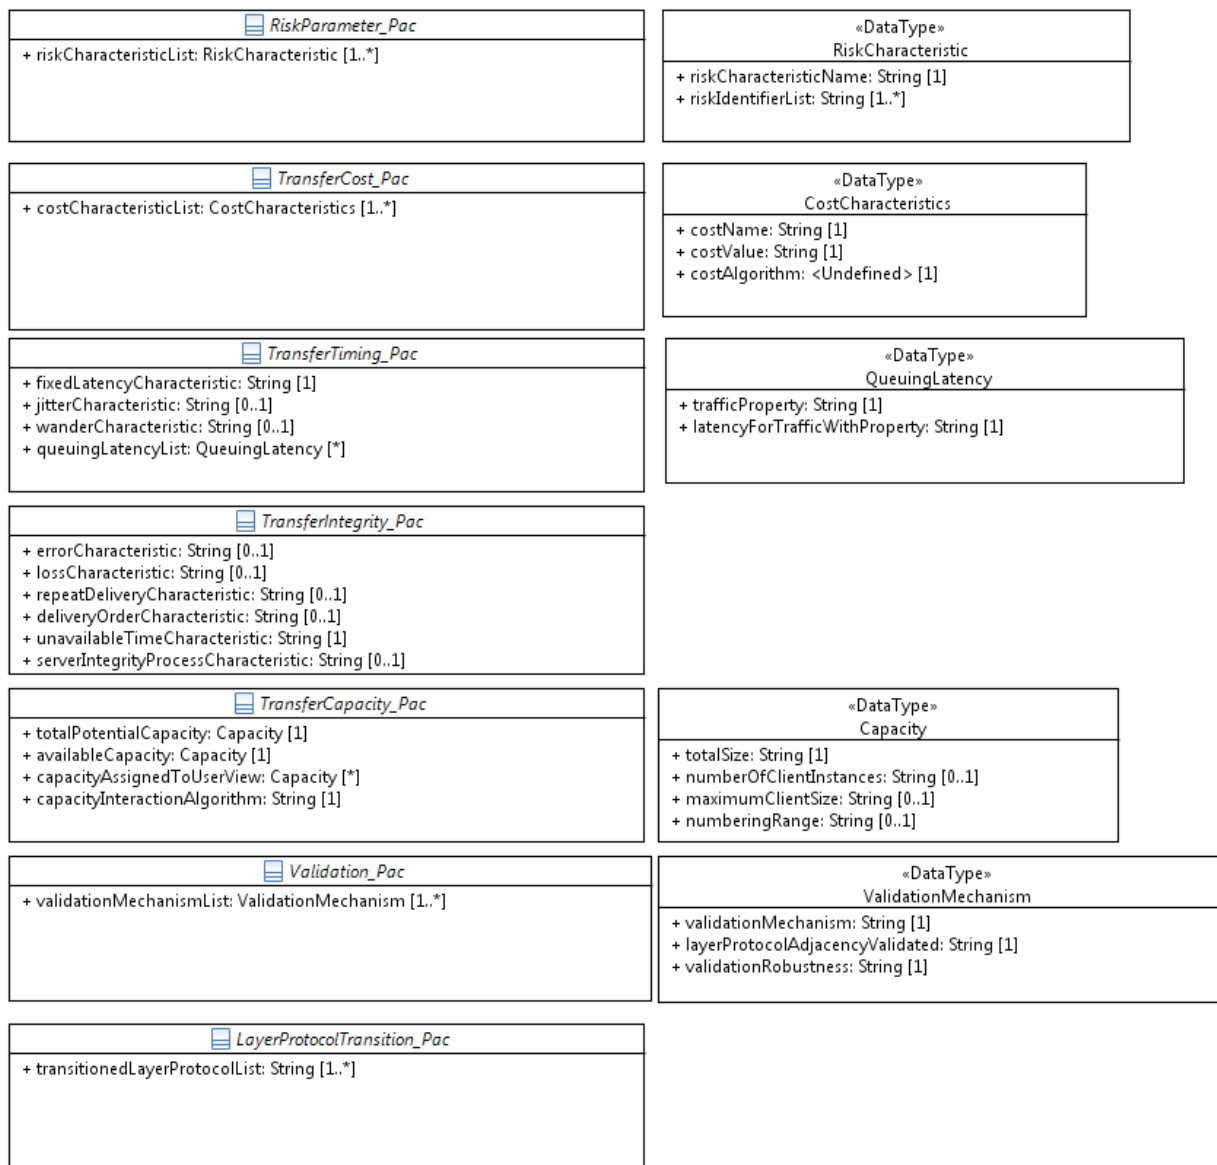 RiskParameter_Pac
+ riskCharacteristicList: RiskCharacteristic [1..*]
«DataType»
RiskCharacteristic
+ riskCharacteristicName: String [1]
+ riskIdentifierList: String [1..*]
TransferCost_Pac
+ costCharacteristicList: CostCharacteristics [1..*]
«DataType»
CostCharacteristics
+ costName: String [1]
+ costValue: String [1]
+ costAlgorithm: <Undefined> [1]
TransferTiming_Pac
+ fixedLatencyCharacteristic: String [1]
+ jitterCharacteristic: String [0..1]
+ wanderCharacteristic: String [0..1]
+ queuingLatencyList: QueuingLatency [*]
«DataType»
QueuingLatency
+ trafficProperty: String [1]
+ latencyForTrafficWithProperty: String [1]
TransferIntegrity_Pac
+ errorCharacteristic: String [0..1]
+ lossCharacteristic: String [0..1]
+ repeatDeliveryCharacteristic: String [0..1]
+ deliveryOrderCharacteristic: String [0..1]
+ unavailableTimeCharacteristic: String [1]
+ serverIntegrityProcessCharacteristic: String [0..1]
TransferCapacity_Pac
+ totalPotentialCapacity: Capacity [1]
+ availableCapacity: Capacity [1]
+ capacityAssignedToUserView: Capacity [*]
+ capacityInteractionAlgorithm: String [1]
«DataType»
Capacity
+ totalSize: String [1]
+ numberOfClientInstances: String [0..1]
+ maximumClientSize: String [0..1]
+ numberingRange: String [0..1]
Validation_Pac
+ validationMechanismList: ValidationMechanism [1..*]
«DataType»
ValidationMechanism
+ validationMechanism: String [1]
+ layerProtocolAdjacencyValidated: String [1]
+ validationRobustness: String [1]
LayerProtocolTransition_Pac
+ transitionedLayerProtocolList: String [1..*]